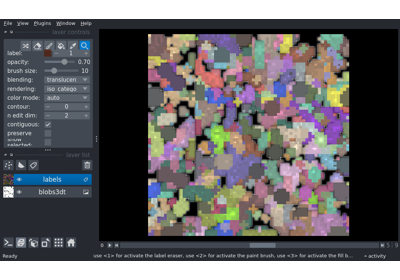 File View Plugins Window Help
layer controls
label: 1
opacity: 0.70
brush size: 10
blending: translucen
rendering: iso_catego
color mode: auto
contour: 0
n edit dim: 2
contiguous:
preserve
show
selected:
layer list
labels
blobs3dt
Ready
use <1> for activate the label eraser, use <2> for activate the paint brush, use <3> for activate the fill b...
activity